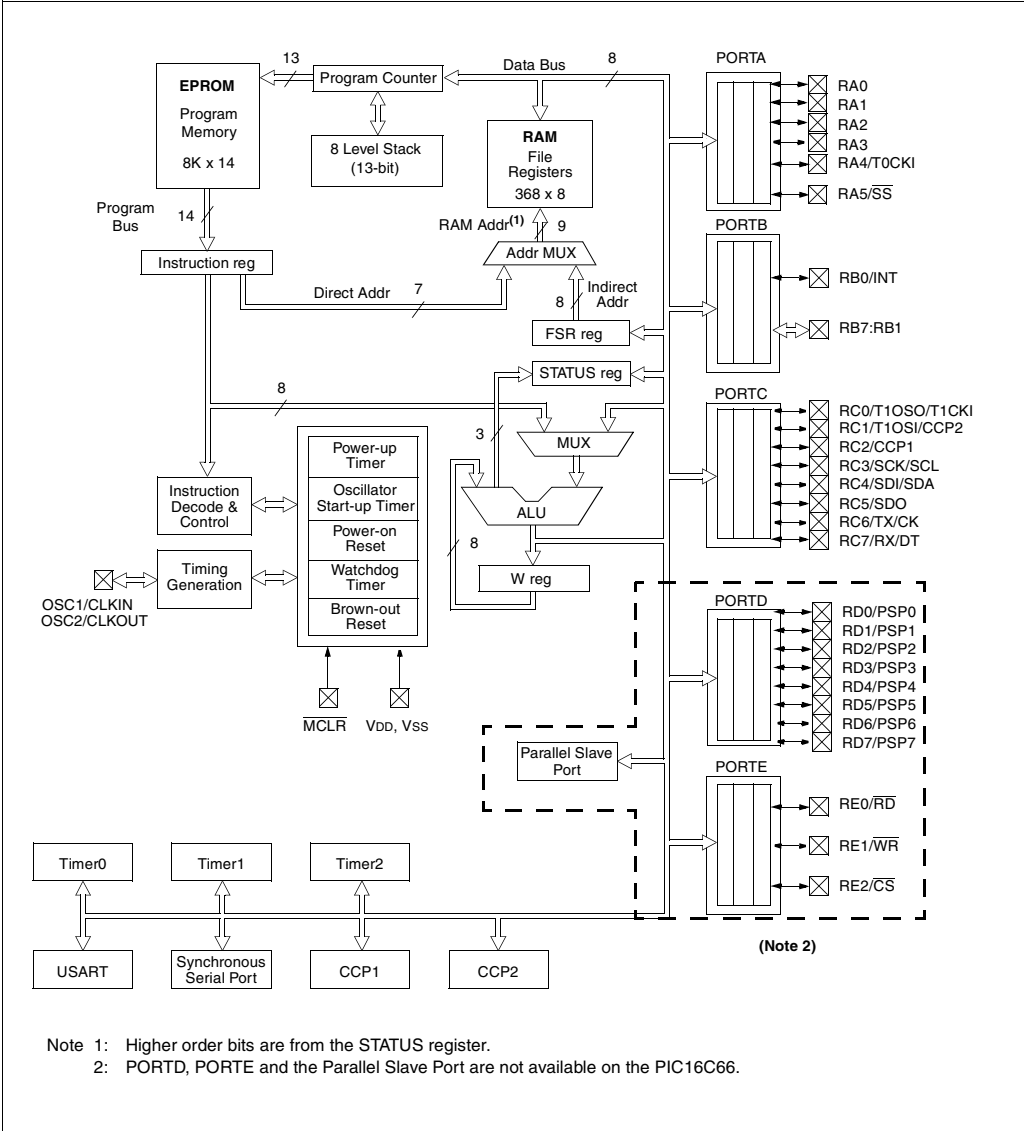 13
Program Counter
Data Bus
8
EPROM
Program
Memory
8K x 14
8 Level Stack
(13-bit)
RAM
File
Registers
368 x 8
Program
Bus
14
RAM Addr(1)
9
Addr MUX
Instruction reg
Direct Addr
7
Indirect
Addr
8
FSR reg
STATUS reg
8
3
MUX
ALU
8
W reg
Power-up
Timer
Oscillator
Start-up Timer
Power-on
Reset
Watchdog
Timer
Brown-out
Reset
Instruction
Decode &
Control
Timing
Generation
OSC1/CLKIN
OSC2/CLKOUT
MCLR
VDD, VSS
PORTA
RA0
RA1
RA2
RA3
RA4/T0CKI
RA5/SS
PORTB
RB0/INT
RB7:RB1
PORTC
RC0/T1OSO/T1CKI
RC1/T1OSI/CCP2
RC2/CCP1
RC3/SCK/SCL
RC4/SDI/SDA
RC5/SDO
RC6/TX/CK
RC7/RX/DT
PORTD
RD0/PSP0
RD1/PSP1
RD2/PSP2
RD3/PSP3
RD4/PSP4
RD5/PSP5
RD6/PSP6
RD7/PSP7
Parallel Slave
Port
PORTE
RE0/RD
RE1/WR
RE2/CS
(Note 2)
Timer0
Timer1
Timer2
USART
Synchronous
Serial Port
CCP1
CCP2
Note 1: Higher order bits are from the STATUS register.
2: PORTD, PORTE and the Parallel Slave Port are not available on the PIC16C66.